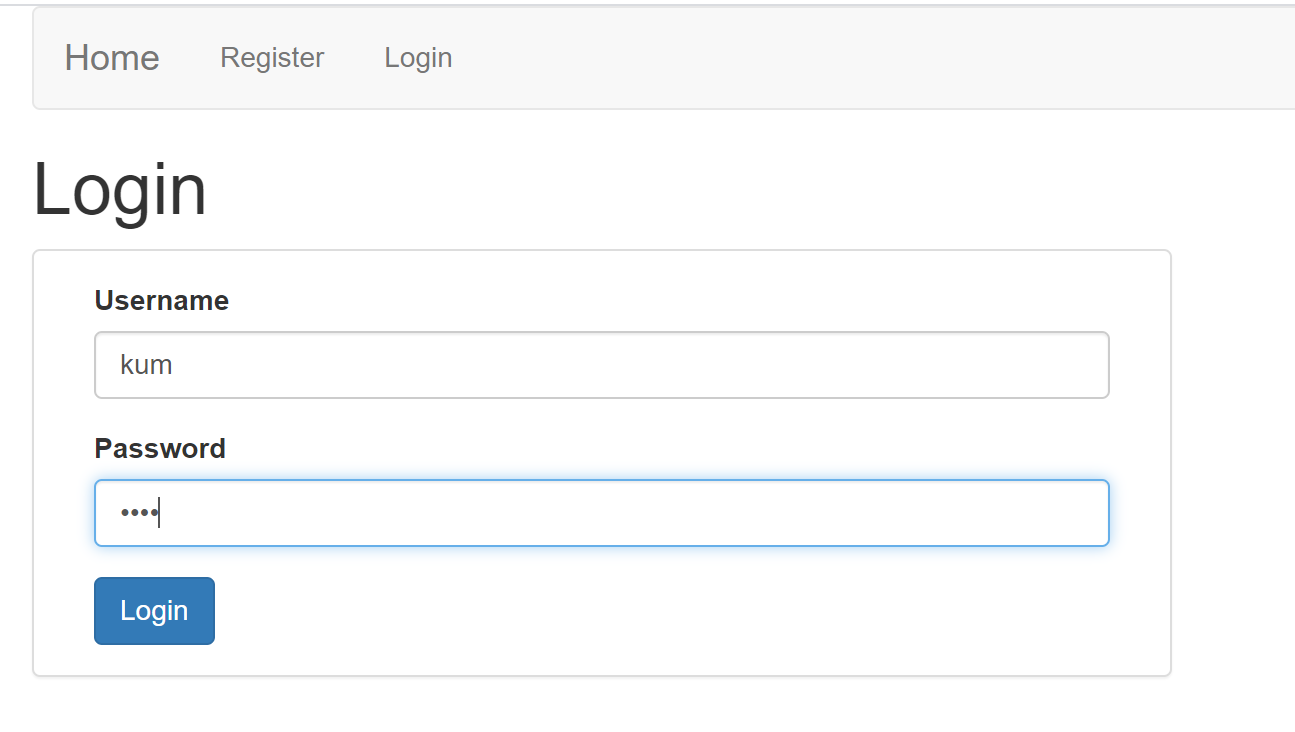 Home Register Login
Login
Username
kum
Password
••••
Login